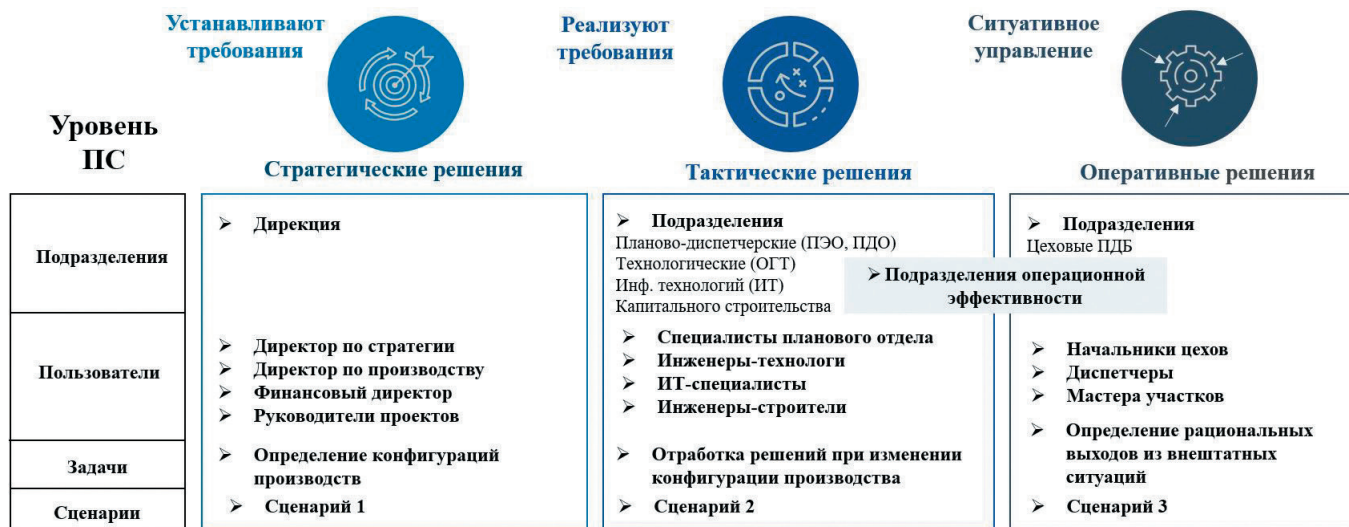 Устанавливают
требования
Реализуют
требования
Ситуативное
управление
Уровень
ПС
Стратегические решения
Тактические решения
Оперативные решения
Подразделения
➢ Дирекция
➢ Подразделения
Планово-диспетчерские (ПЭО, ПДО)
Технологические (ОГТ)
Инф. технологий (ИТ)
Капитального строительства
➢ Подразделения
Цеховые ПДБ
➢ Подразделения операционной
эффективности
Пользователи
➢ Директор по стратегии
➢ Директор по производству
➢ Финансовый директор
➢ Руководители проектов
➢ Специалисты планового отдела
➢ Инженеры-технологи
➢ ИТ-специалисты
➢ Инженеры-строители
➢ Начальники цехов
➢ Диспетчеры
➢ Мастера участков
Задачи
➢ Определение конфигураций
производств
➢ Отработка решений при изменении
конфигурации производства
➢ Определение рациональных
выходов из внештатных
ситуаций
Сценарии
➢ Сценарий 1
➢ Сценарий 2
➢ Сценарий 3